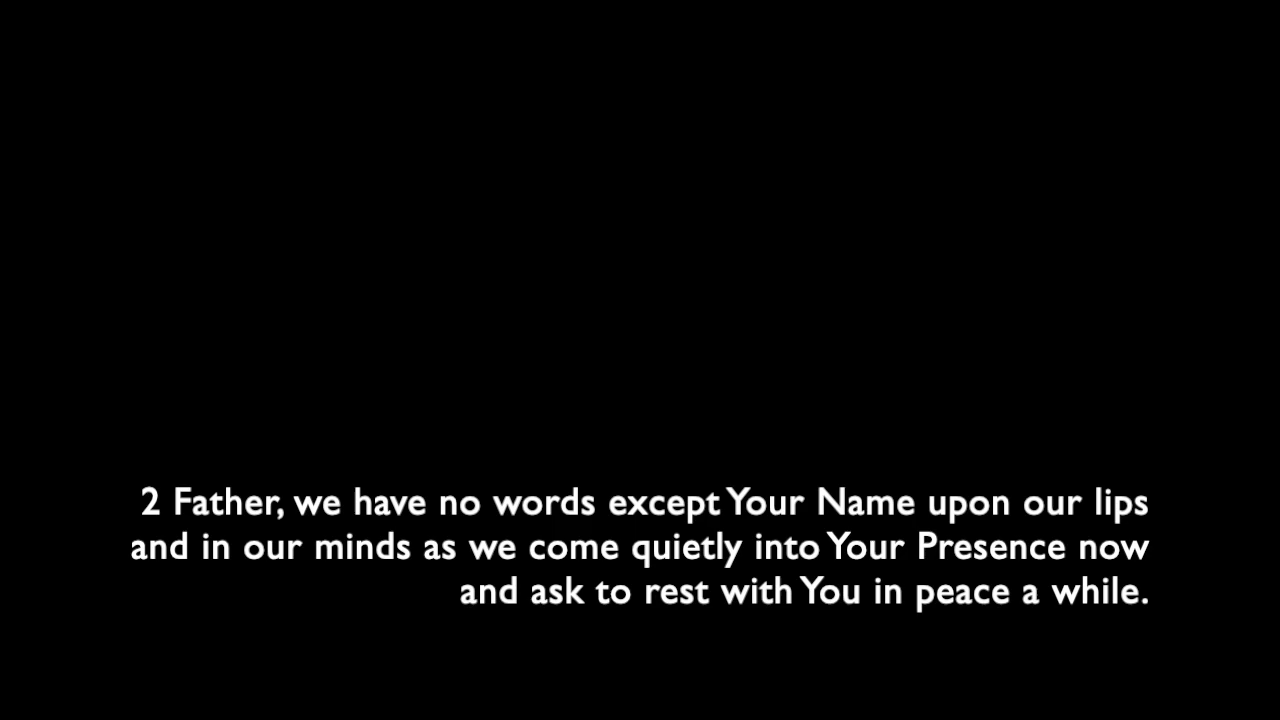 2 Father, we have no words except Your Name upon our lips
and in our minds as we come quietly into Your Presence now
and ask to rest with You in peace a while.